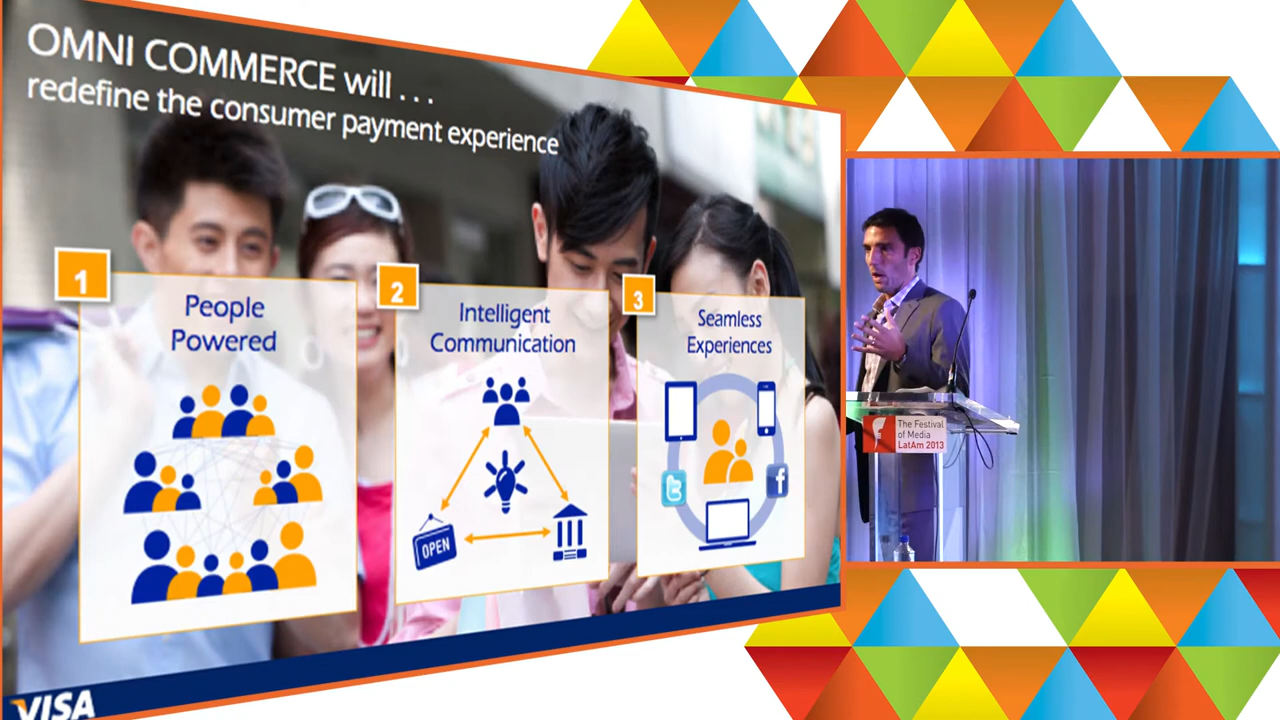 OMNI COMMERCE will . . .
redefine the consumer payment experience
1
People
Powered
2
Intelligent
Communication
OPEN
3
Seamless
Experiences
t
f
VISA
The Festival
of Media
LatAm 2013